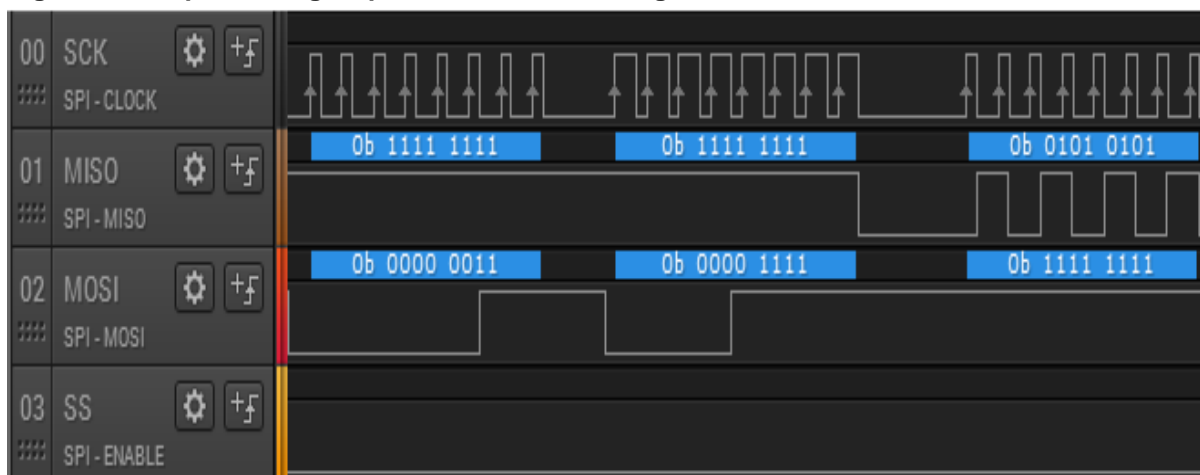 00 SCK
SPI - CLOCK
0b 1111 1111 0b 1111 1111 0b 0101 0101
01 MISO
SPI - MISO
0b 0000 0011 0b 0000 1111 0b 1111 1111
02 MOSI
SPI - MOSI
03 SS
SPI - ENABLE